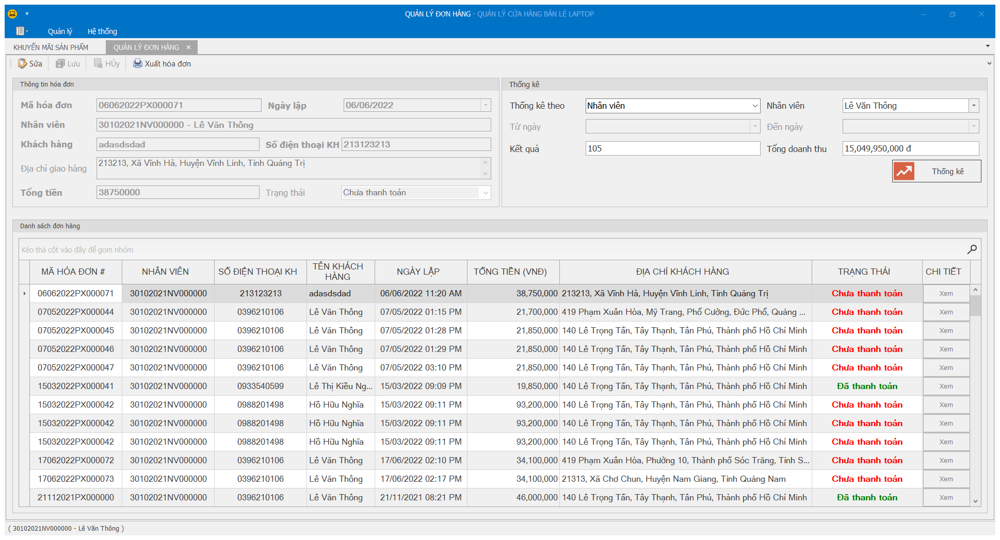 QUẢN LÝ ĐƠN HÀNG - QUẢN LÝ CỬA HÀNG BÁN LẺ LAPTOP
Quản lý Hệ thống
KHUYẾN MÃI SẢN PHẨM QUẢN LÝ ĐƠN HÀNG
Sửa Lưu HỦy Xuất hóa đơn
Thông tin hóa đơn
Mã hóa đơn 06062022PX000071 Ngày lập 06/06/2022
Nhân viên 30102021NV000000 - Lê Văn Thông
Khách hàng adasdsdad Số điện thoại KH 213123213
Địa chỉ giao hàng 213213, Xã Vĩnh Hà, Huyện Vĩnh Linh, Tỉnh Quảng Trị
Tổng tiền 38750000 Trạng thái Chưa thanh toán
Thống kê
Thống kê theo Nhân viên Nhân viên Lê Văn Thông
Từ ngày Đến ngày
Kết quả 105 Tổng doanh thu 15,049,950,000 đ
Thống kê
Danh sách đơn hàng
Kéo thả cột vào đây để gom nhóm
MÃ HÓA ĐƠN # NHÂN VIÊN SỐ ĐIỆN THOẠI KH TÊN KHÁCH HÀNG NGÀY LẬP TỔNG TIỀN (VNĐ) ĐỊA CHỈ KHÁCH HÀNG TRẠNG THÁI CHI TIẾT
06062022PX000071 30102021NV000000 213123213 adasdsdad 06/06/2022 11:20 AM 38,750,000 213213, Xã Vĩnh Hà, Huyện Vĩnh Linh, Tỉnh Quảng Trị Chưa thanh toán Xem
07052022PX000044 30102021NV000000 0396210106 Lê Văn Thông 07/05/2022 01:15 PM 21,700,000 419 Phạm Xuân Hòa, Mỹ Trang, Phổ Cường, Đức Phổ, Quảng ... Chưa thanh toán Xem
07052022PX000045 30102021NV000000 0396210106 Lê Văn Thông 07/05/2022 01:28 PM 21,850,000 140 Lê Trọng Tấn, Tây Thạnh, Tân Phú, Thành phố Hồ Chí Minh Chưa thanh toán Xem
07052022PX000046 30102021NV000000 0396210106 Lê Văn Thông 07/05/2022 01:29 PM 21,850,000 140 Lê Trọng Tấn, Tây Thạnh, Tân Phú, Thành phố Hồ Chí Minh Chưa thanh toán Xem
07052022PX000047 30102021NV000000 0396210106 Lê Văn Thông 07/05/2022 03:10 PM 21,850,000 140 Lê Trọng Tấn, Tây Thạnh, Tân Phú, Thành phố Hồ Chí Minh Chưa thanh toán Xem
15032022PX000041 30102021NV000000 0933540599 Lê Thị Kiều Ng... 15/03/2022 09:09 PM 19,850,000 140 Lê Trọng Tấn, Tây Thạnh, Tân Phú, Thành phố Hồ Chí Minh Đã thanh toán Xem
15032022PX000042 30102021NV000000 0988201498 Hồ Hữu Nghĩa 15/03/2022 09:11 PM 93,200,000 140 Lê Trọng Tấn, Tây Thạnh, Tân Phú, Thành phố Hồ Chí Minh Chưa thanh toán Xem
15032022PX000042 30102021NV000000 0988201498 Hồ Hữu Nghĩa 15/03/2022 09:11 PM 93,200,000 140 Lê Trọng Tấn, Tây Thạnh, Tân Phú, Thành phố Hồ Chí Minh Chưa thanh toán Xem
15032022PX000042 30102021NV000000 0988201498 Hồ Hữu Nghĩa 15/03/2022 09:11 PM 93,200,000 140 Lê Trọng Tấn, Tây Thạnh, Tân Phú, Thành phố Hồ Chí Minh Chưa thanh toán Xem
17062022PX000072 30102021NV000000 0396210106 Lê Văn Thông 17/06/2022 02:10 PM 34,100,000 419 Phạm Xuân Hòa, Phường 10, Thành phố Sóc Trăng, Tỉnh S... Chưa thanh toán Xem
17062022PX000073 30102021NV000000 0396210106 Lê Văn Thông 17/06/2022 02:17 PM 34,100,000 21313, Xã Chơ Chun, Huyện Nam Giang, Tỉnh Quảng Nam Chưa thanh toán Xem
21112021PX000000 30102021NV000000 0396210106 Lê Văn Thông 21/11/2021 08:21 PM 46,000,000 140 Lê Trọng Tấn, Tây Thạnh, Tân Phú, Thành phố Hồ Chí Minh Đã thanh toán Xem
( 30102021NV000000 - Lê Văn Thông )